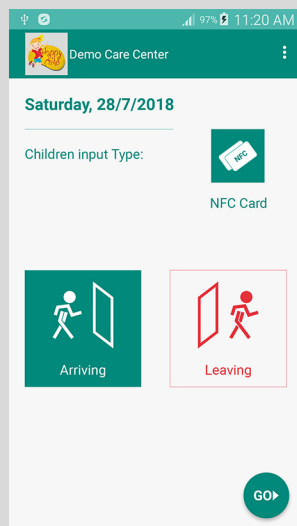 97% 11:20 AM
Demo Care Center
Saturday, 28/7/2018
Children input Type:
NFC
NFC Card
Arriving
Leaving
GO